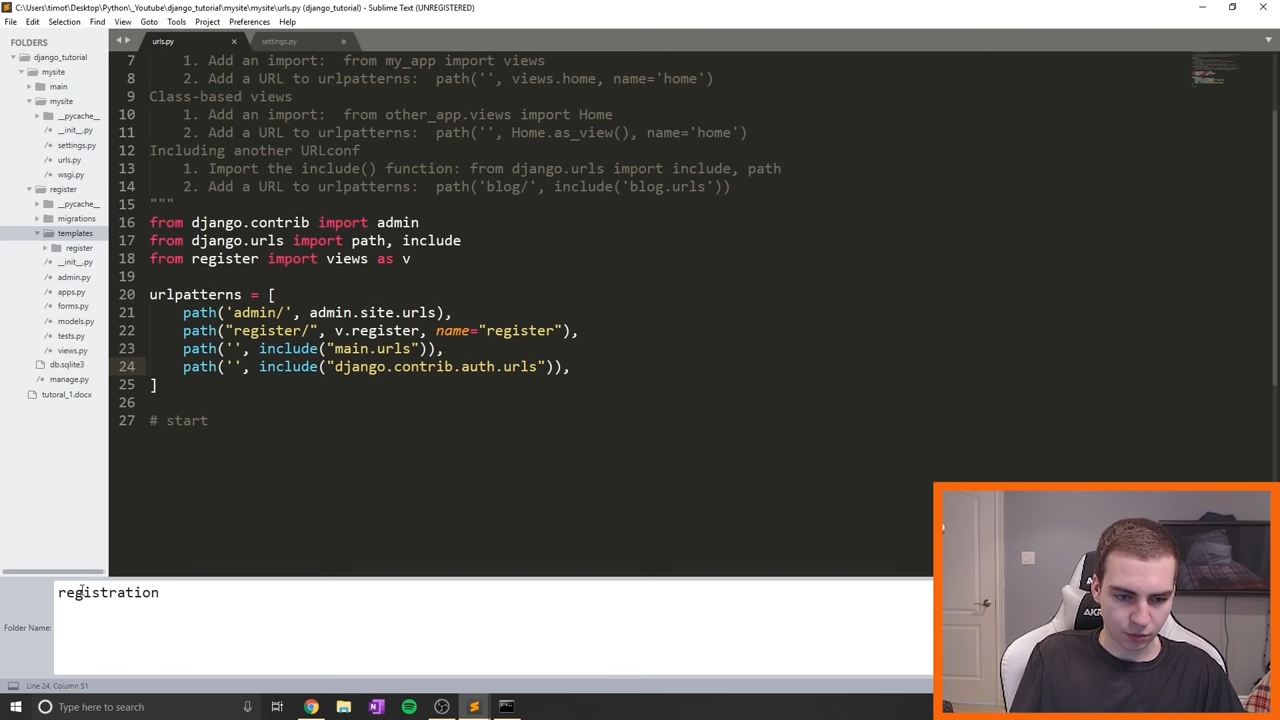 C:\Users\timot\Desktop\Python\_Youtube\django_tutorial\mysite\mysite\urls.py (django_tutorial) - Sublime Text (UNREGISTERED)
File Edit Selection Find View Goto Tools Project Preferences Help
FOLDERS
django_tutorial
mysite
main
mysite
__pycache__
__init__.py
settings.py
urls.py
wsgi.py
register
__pycache__
migrations
templates
register
__init__.py
admin.py
apps.py
forms.py
models.py
tests.py
views.py
db.sqlite3
manage.py
tutoral_1.docx
urls.py settings.py
7 1. Add an import: from my_app import views
8 2. Add a URL to urlpatterns: path('', views.home, name='home')
9 Class-based views
10 1. Add an import: from other_app.views import Home
11 2. Add a URL to urlpatterns: path('', Home.as_view(), name='home')
12 Including another URLconf
13 1. Import the include() function: from django.urls import include, path
14 2. Add a URL to urlpatterns: path('blog/', include('blog.urls'))
15 """
16 from django.contrib import admin
17 from django.urls import path, include
18 from register import views as v
19
20 urlpatterns = [
21 path('admin/', admin.site.urls),
22 path("register/", v.register, name="register"),
23 path('', include("main.urls")),
24 path('', include("django.contrib.auth.urls")),
25 ]
26
27 # start
registration
Folder Name:
Line 24, Column 51
Type here to search
AKR